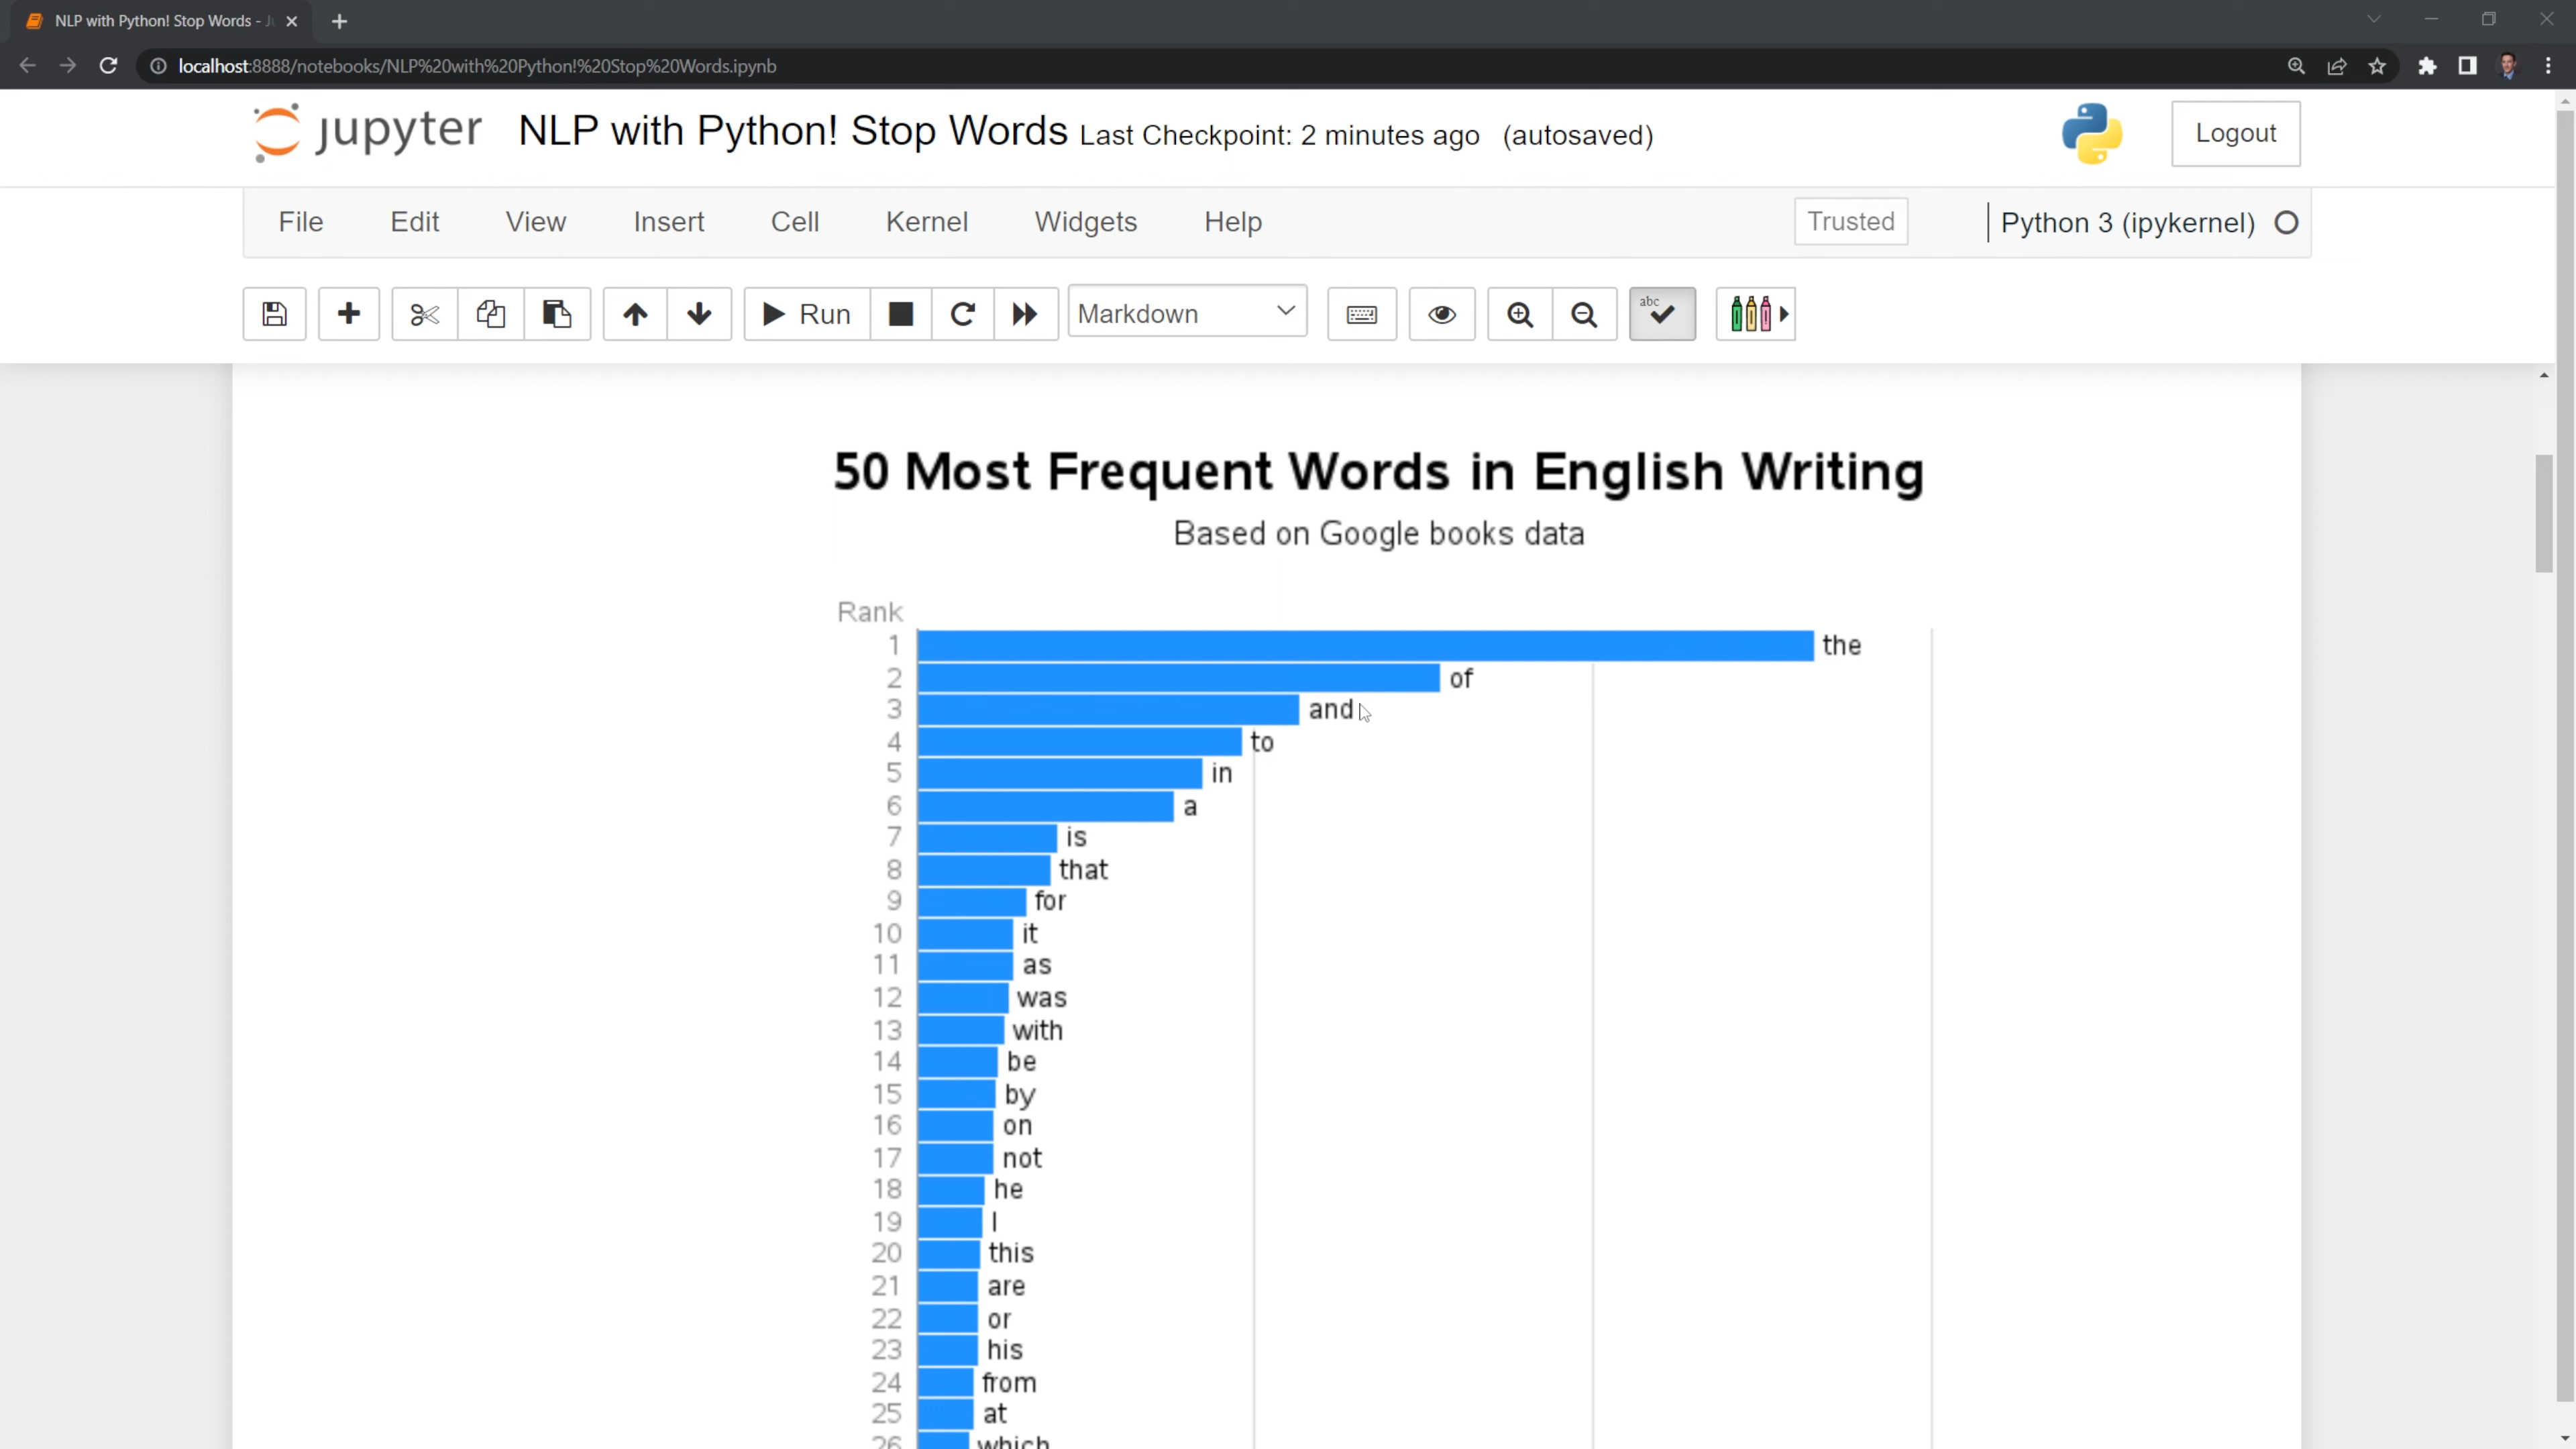 NLP with Python! Stop Words - J
localhost:8888/notebooks/NLP%20with%20Python!%20Stop%20Words.ipynb
jupyter NLP with Python! Stop Words Last Checkpoint: 2 minutes ago (autosaved)
Logout
File Edit View Insert Cell Kernel Widgets Help Trusted Python 3 (ipykernel)
Run Markdown abc
50 Most Frequent Words in English Writing
Based on Google books data
Rank
1 the
2 of
3 and
4 to
5 in
6 a
7 is
8 that
9 for
10 it
11 as
12 was
13 with
14 be
15 by
16 on
17 not
18 he
19 I
20 this
21 are
22 or
23 his
24 from
25 at
26 which